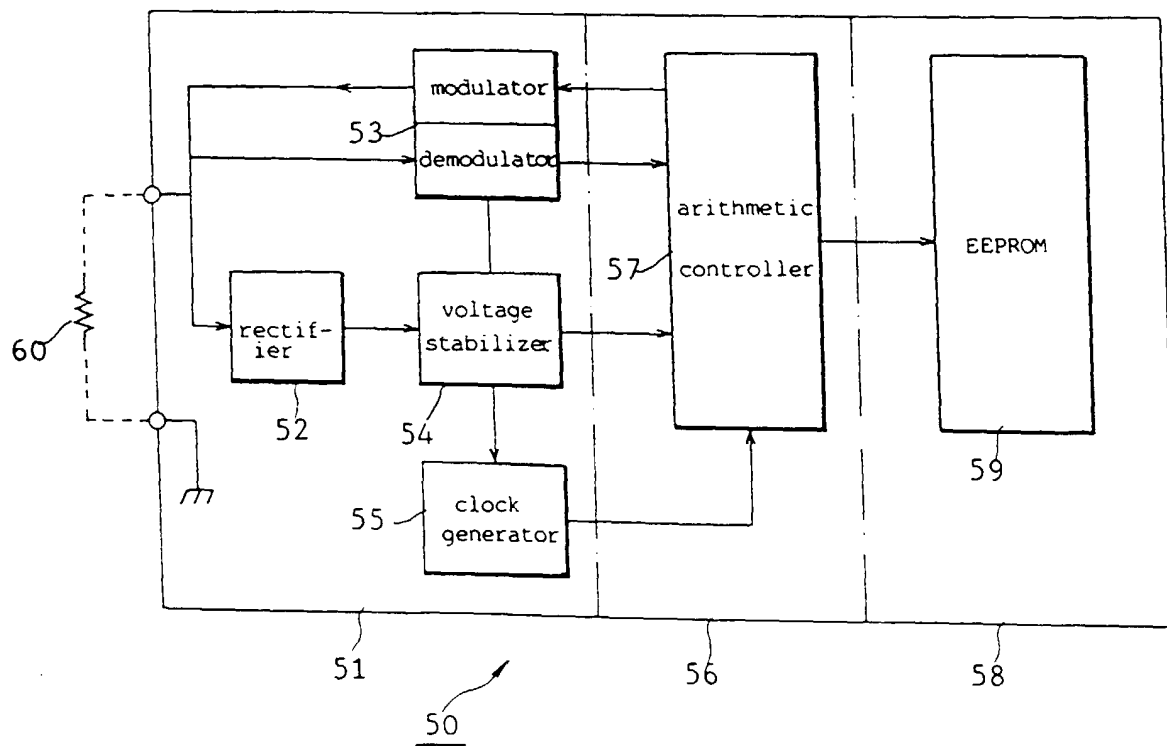 modulator
53
demodulator
arithmetic
controller
57
EEPROM
voltage
stabilizer
rectif-
ier
60
52
54
59
clock
generator
55
51
56
58
50